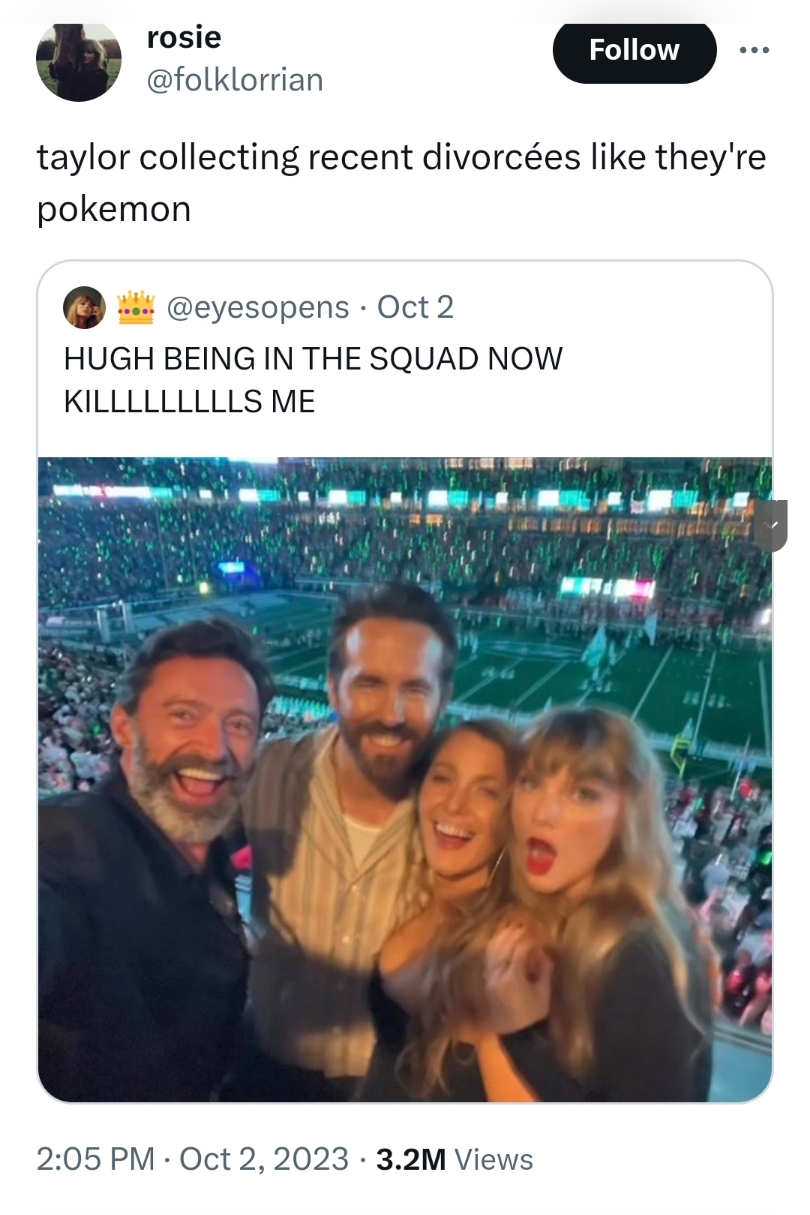 rosie
Follow
@folklorrian
taylor collecting recent divorcées like they're
pokemon
@eyesopens · Oct 2
HUGH BEING IN THE SQUAD NOW
KILLLLLLLLLS ME
2:05 PM · Oct 2, 2023 · 3.2M Views